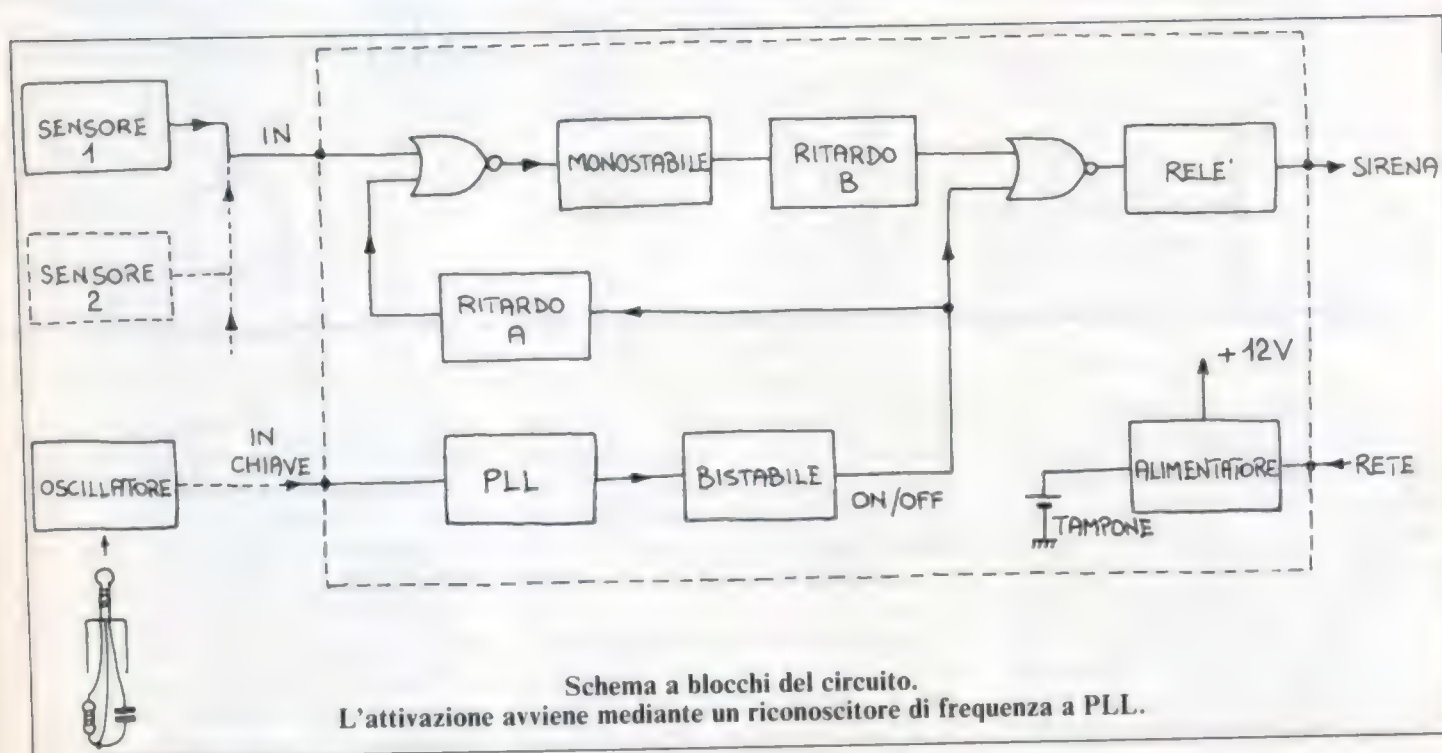 SENSORE
1
IN
MONOSTABILE
RITARDO
B
RELE'
SIRENA
SENSORE
2
RITARDO
A
+12V
OSCILLATORE
IN
CHIAVE
PLL
BISTABILE
ON/OFF
TAMPONE
ALIMENTATORE
RETE
Schema a blocchi del circuito.
L'attivazione avviene mediante un riconoscitore di frequenza a PLL.